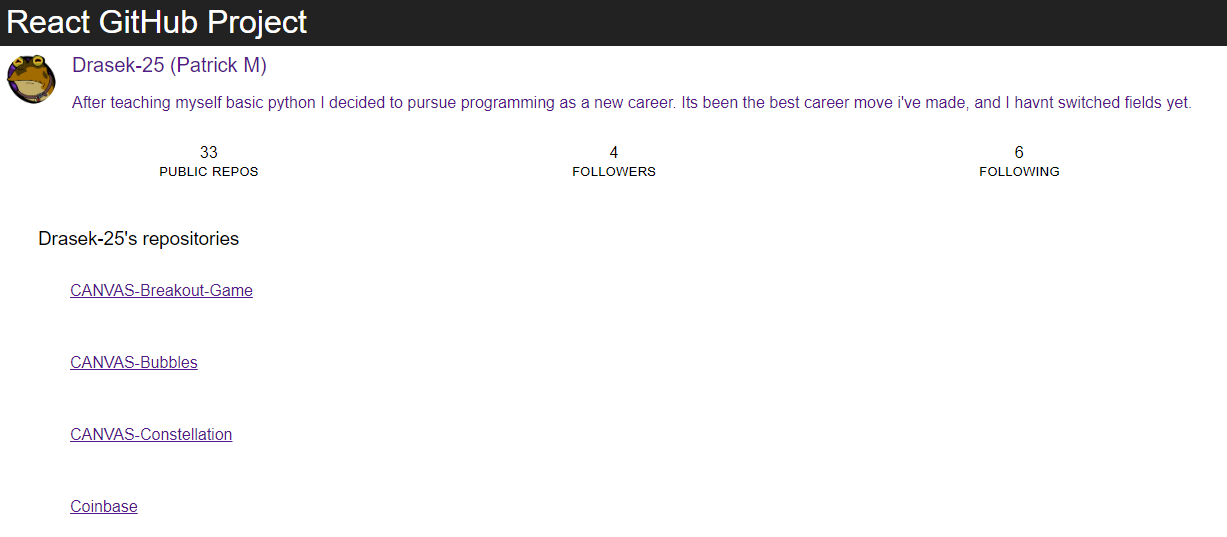 React GitHub Project
Drasek-25 (Patrick M)
After teaching myself basic python I decided to pursue programming as a new career. Its been the best career move i've made, and I havnt switched fields yet.
33
PUBLIC REPOS
4
FOLLOWERS
6
FOLLOWING
Drasek-25's repositories
CANVAS-Breakout-Game
CANVAS-Bubbles
CANVAS-Constellation
Coinbase